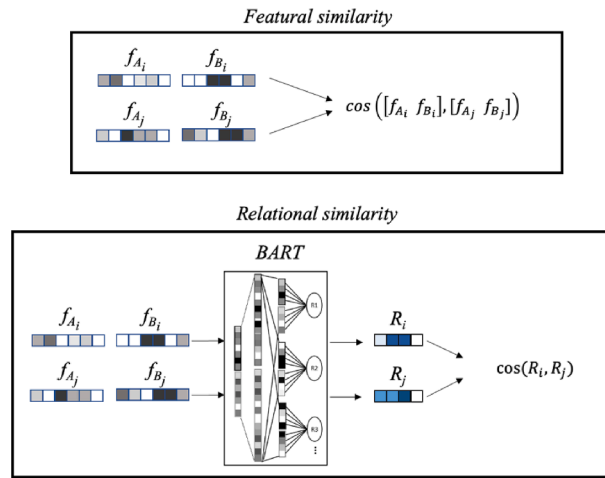 Featural similarity
f_{A_i} f_{B_i}
cos ([f_{A_i} f_{B_i}], [f_{A_j} f_{B_j}])
f_{A_j} f_{B_j}
Relational similarity
BART
f_{A_i} f_{B_i}
f_{A_j} f_{B_j}
R1
R2
R3
⋮
R_i
R_j
cos(R_i, R_j)